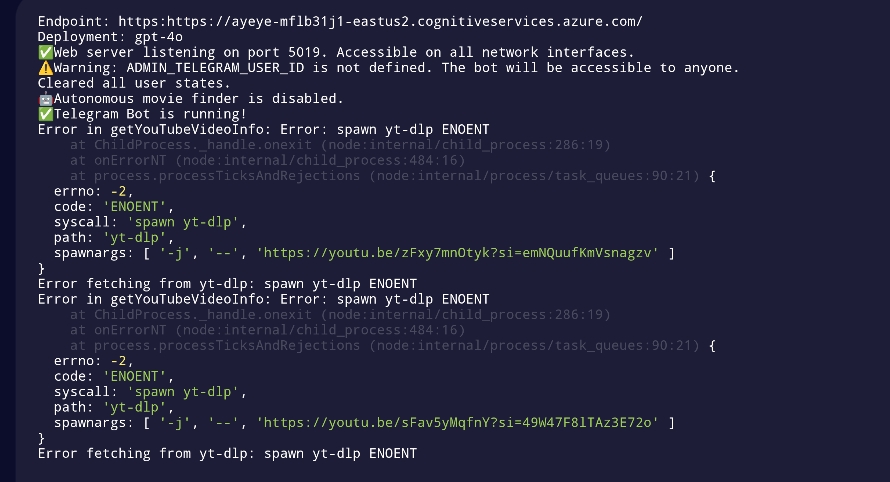 Endpoint: https:https://ayeye-mflb31j1-eastus2.cognitiveservices.azure.com/
Deployment: gpt-4o
✅Web server listening on port 5019. Accessible on all network interfaces.
⚠️Warning: ADMIN_TELEGRAM_USER_ID is not defined. The bot will be accessible to anyone.
Cleared all user states.
🤖Autonomous movie finder is disabled.
✅Telegram Bot is running!
Error in getYouTubeVideoInfo: Error: spawn yt-dlp ENOENT
    at ChildProcess._handle.onexit (node:internal/child_process:286:19)
    at onErrorNT (node:internal/child_process:484:16)
    at process.processTicksAndRejections (node:internal/process/task_queues:90:21) {
  errno: -2,
  code: 'ENOENT',
  syscall: 'spawn yt-dlp',
  path: 'yt-dlp',
  spawnargs: [ '-j', '--', 'https://youtu.be/zFxy7mnOtyk?si=emNQuufKmVsnagzv' ]
}
Error fetching from yt-dlp: spawn yt-dlp ENOENT
Error in getYouTubeVideoInfo: Error: spawn yt-dlp ENOENT
    at ChildProcess._handle.onexit (node:internal/child_process:286:19)
    at onErrorNT (node:internal/child_process:484:16)
    at process.processTicksAndRejections (node:internal/process/task_queues:90:21) {
  errno: -2,
  code: 'ENOENT',
  syscall: 'spawn yt-dlp',
  path: 'yt-dlp',
  spawnargs: [ '-j', '--', 'https://youtu.be/sFav5yMqfnY?si=49W47F8lTAz3E72o' ]
}
Error fetching from yt-dlp: spawn yt-dlp ENOENT